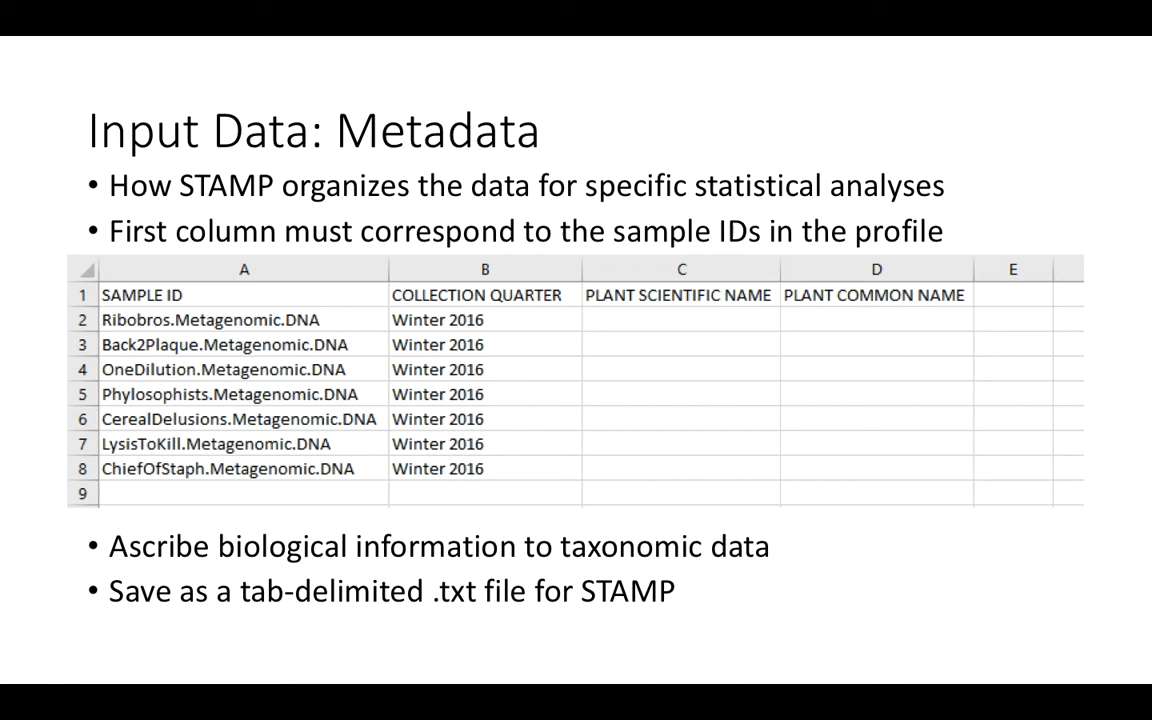 Input Data: Metadata
• How STAMP organizes the data for specific statistical analyses
• First column must correspond to the sample IDs in the profile
A B C D E
1 SAMPLE ID COLLECTION QUARTER PLANT SCIENTIFIC NAME PLANT COMMON NAME
2 Ribobros.Metagenomic.DNA Winter 2016
3 Back2Plaque.Metagenomic.DNA Winter 2016
4 OneDilution.Metagenomic.DNA Winter 2016
5 Phylosophists.Metagenomic.DNA Winter 2016
6 CerealDelusions.Metagenomic.DNA Winter 2016
7 LysisToKill.Metagenomic.DNA Winter 2016
8 ChiefOfStaph.Metagenomic.DNA Winter 2016
9
• Ascribe biological information to taxonomic data
• Save as a tab-delimited .txt file for STAMP